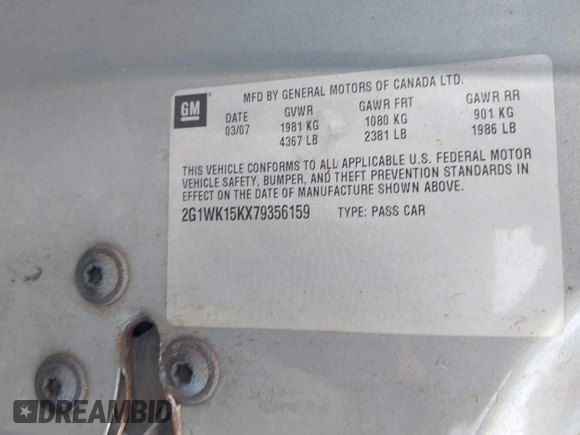 GM
MFD BY GENERAL MOTORS OF CANADA LTD.
DATE GVWR GAWR FRT GAWR RR
03/07 1981 KG 1080 KG 901 KG
4367 LB 2381 LB 1986 LB
THIS VEHICLE CONFORMS TO ALL APPLICABLE U.S. FEDERAL MOTOR
VEHICLE SAFETY, BUMPER, AND THEFT PREVENTION STANDARDS IN
EFFECT ON THE DATE OF MANUFACTURE SHOWN ABOVE.
2G1WK15KX79356159 TYPE: PASS CAR
DREAMBID